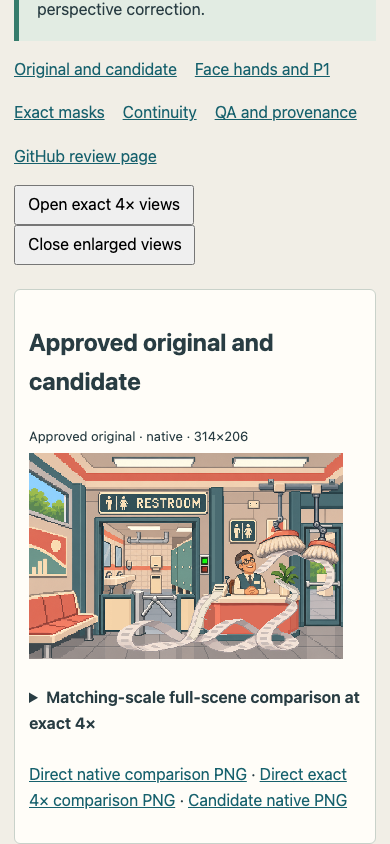 perspective correction.
Original and candidate Face hands and P1
Exact masks Continuity QA and provenance
GitHub review page
Open exact 4× views
Close enlarged views
Approved original and
candidate
Approved original · native · 314×206
RESTROOM
▶ Matching-scale full-scene comparison at
exact 4×
Direct native comparison PNG · Direct exact
4× comparison PNG · Candidate native PNG